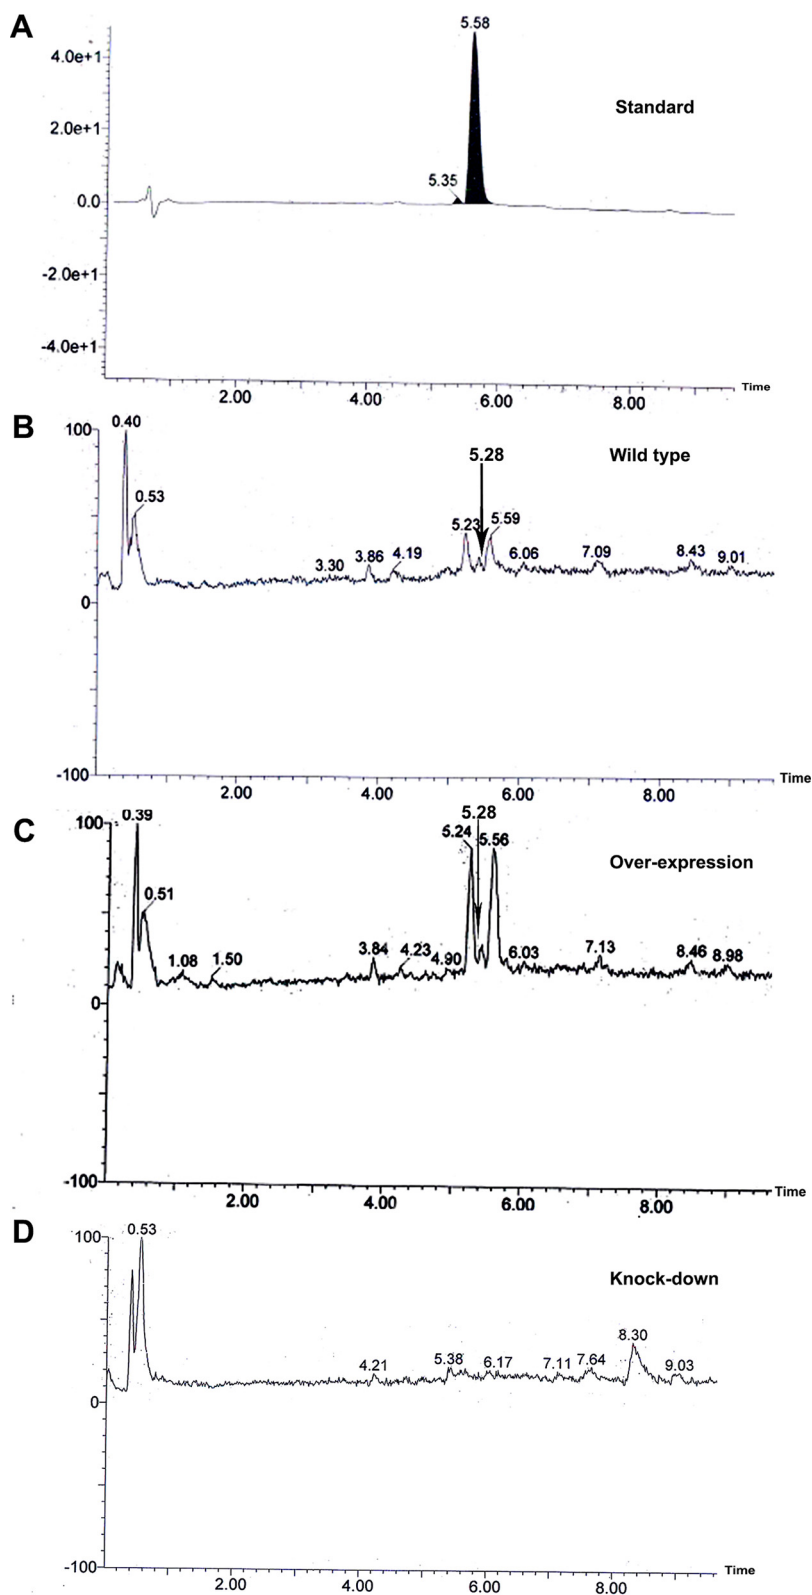 A
5.58
4.0e+1
Standard
2.0e+1
5.35
0.0
-2.0e+1
-4.0e+1
Time
2.00 4.00 6.00 8.00
B
0.40
100
5.28
Wild type
0.53
5.23 5.59
3.30 3.86 4.19 6.06 7.09 8.43 9.01
0
-100
Time
2.00 4.00 6.00 8.00
C
0.39
100
5.28
5.24 5.56
Over-expression
0.51
1.08 1.50 3.84 4.23 4.90 6.03 7.13 8.46 8.98
0
-100
Time
2.00 4.00 6.00 8.00
D
0.53
100
Knock-down
8.30
4.21 5.38 6.17 7.11 7.64 9.03
0
-100
Time
2.00 4.00 6.00 8.00